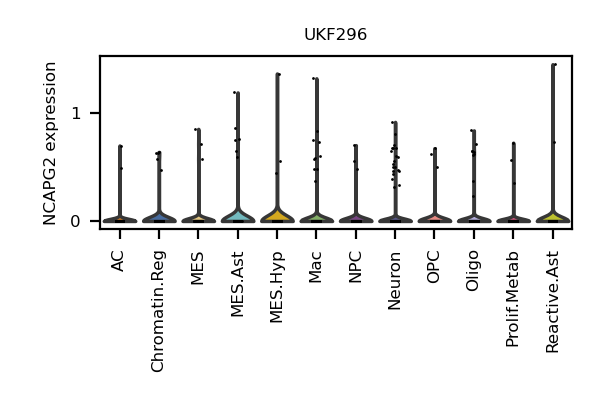 UKF296
NCAPG2 expression
1
0
AC
Chromatin.Reg
MES
MES.Ast
MES.Hyp
Mac
NPC
Neuron
OPC
Oligo
Prolif.Metab
Reactive.Ast